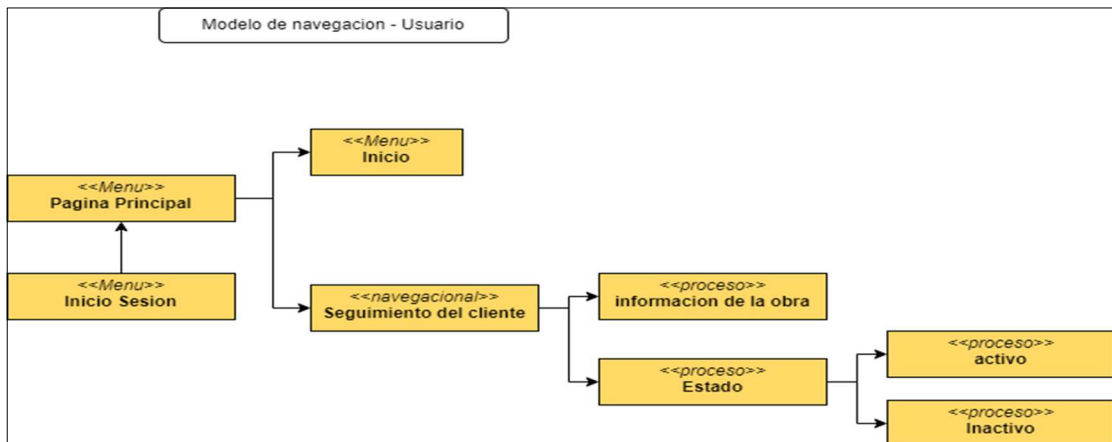 Modelo de navegacion - Usuario
<<Menu>>
Inicio
<<Menu>>
Pagina Principal
<<Menu>>
Inicio Sesion
<<navegacional>>
Seguimiento del cliente
<<proceso>>
informacion de la obra
<<proceso>>
Estado
<<proceso>>
activo
<<proceso>>
Inactivo